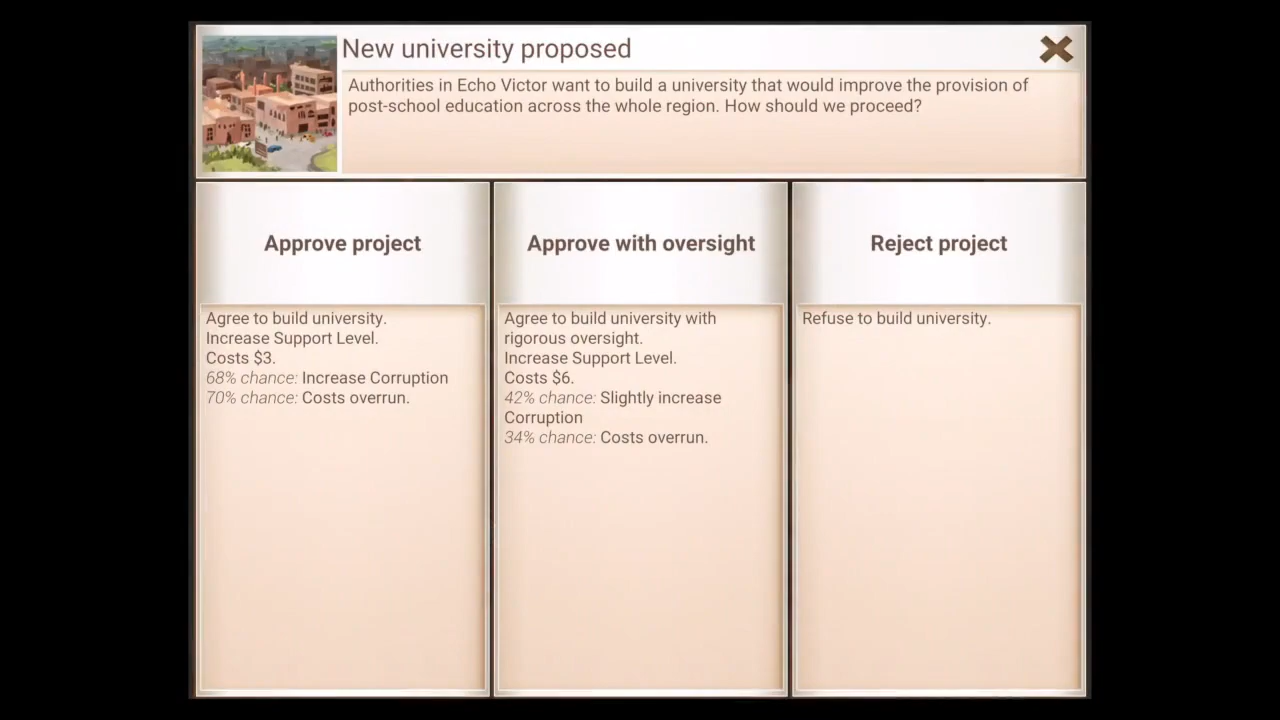 New university proposed
Authorities in Echo Victor want to build a university that would improve the provision of
post-school education across the whole region. How should we proceed?
Approve project
Agree to build university.
Increase Support Level.
Costs $3.
68% chance: Increase Corruption
70% chance: Costs overrun.
Approve with oversight
Agree to build university with
rigorous oversight.
Increase Support Level.
Costs $6.
42% chance: Slightly increase
Corruption
34% chance: Costs overrun.
Reject project
Refuse to build university.